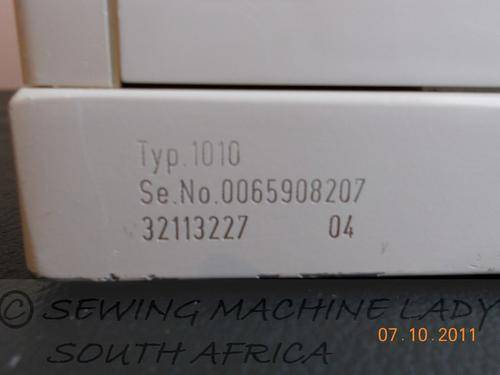 Typ.1010
Se.No.0065908207
32113227 04
© SEWING MACHINE LADY
SOUTH AFRICA
07.10.2011